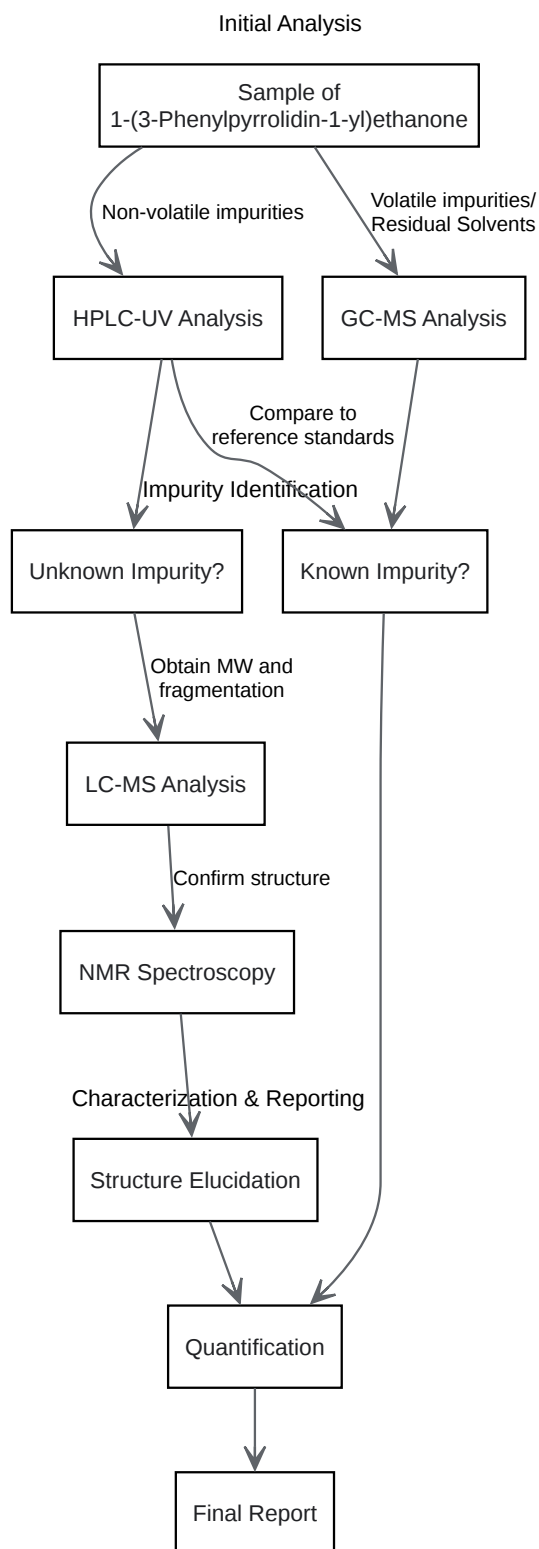 Initial Analysis
Sample of
1-(3-Phenylpyrrolidin-1-yl)ethanone
Non-volatile impurities
Volatile impurities/
Residual Solvents
HPLC-UV Analysis
GC-MS Analysis
Compare to
reference standards
Impurity Identification
Unknown Impurity?
Known Impurity?
Obtain MW and
fragmentation
LC-MS Analysis
Confirm structure
NMR Spectroscopy
Characterization & Reporting
Structure Elucidation
Quantification
Final Report